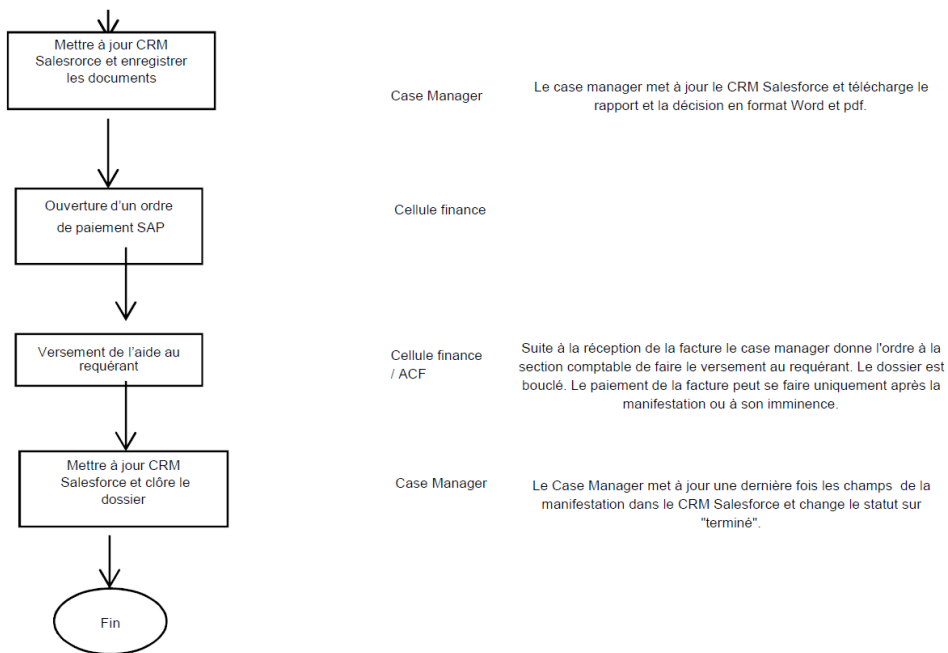 Mettre à jour CRM
Salesrorce et enregistrer
les documents
Case Manager
Le case manager met à jour le CRM Salesforce et télécharge le
rapport et la décision en format Word et pdf.
Ouverture d'un ordre
de paiement SAP
Cellule finance
Versement de l'aide au
requérant
Cellule finance
/ ACF
Suite à la réception de la facture le case manager donne l'ordre à la
section comptable de faire le versement au requérant. Le dossier est
bouclé. Le paiement de la facture peut se faire uniquement après la
manifestation ou à son imminence.
Mettre à jour CRM
Salesforce et clôre le
dossier
Case Manager
Le Case Manager met à jour une dernière fois les champs de la
manifestation dans le CRM Salesforce et change le statut sur
"terminé".
Fin